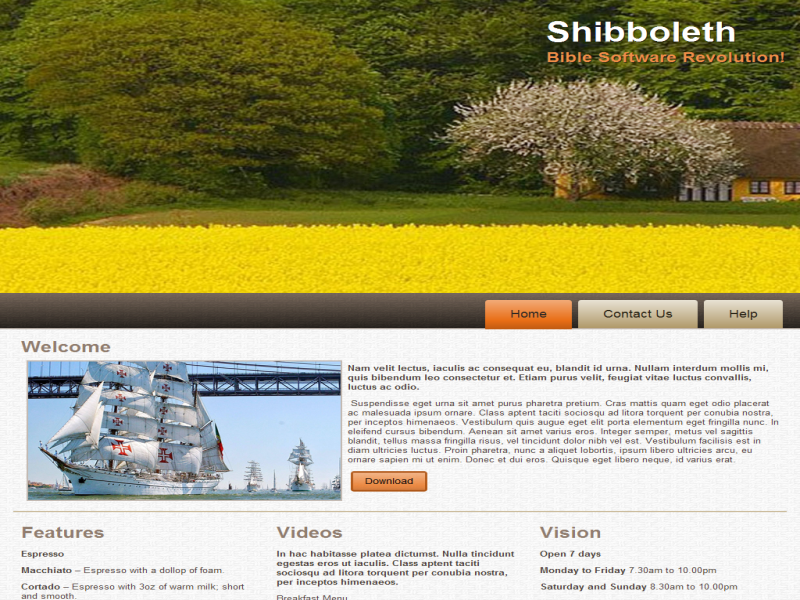 Shibboleth
Bible Software Revolution!
Home
Contact Us
Help
Welcome
Nam velit lectus, iaculis ac consequat eu, blandit id urna. Nullam interdum mollis mi,
quis bibendum leo consectetur et. Etiam purus velit, feugiat vitae luctus convallis,
luctus ac odio.
Suspendisse eget urna sit amet purus pharetra pretium. Cras mattis quam eget odio placerat
ac malesuada ipsum ornare. Class aptent taciti sociosqu ad litora torquent per conubia nostra,
per inceptos himenaeos. Vestibulum quis augue eget elit porta elementum eget fringilla nunc. In
eleifend cursus bibendum. Aenean sit amet varius eros. Integer semper, metus vel sagittis
blandit, tellus massa fringilla risus, vel tincidunt dolor nibh vel est. Vestibulum facilisis est in
diam ultricies luctus. Proin pharetra, nunc a aliquet lobortis, ipsum libero ultricies arcu, eu
ornare sapien mi ut enim. Donec et dui eros. Quisque eget libero neque, id varius erat.
Download
Features
Espresso
Macchiato – Espresso with a dollop of foam.
Cortado – Espresso with 3oz of warm milk; short
and smooth.
Videos
In hac habitasse platea dictumst. Nulla tincidunt
egestas eros ut iaculis. Class aptent taciti
sociosqu ad litora torquent per conubia nostra,
per inceptos himenaeos.
Breakfast Menu
Vision
Open 7 days
Monday to Friday 7.30am to 10.00pm
Saturday and Sunday 8.30am to 10.00pm